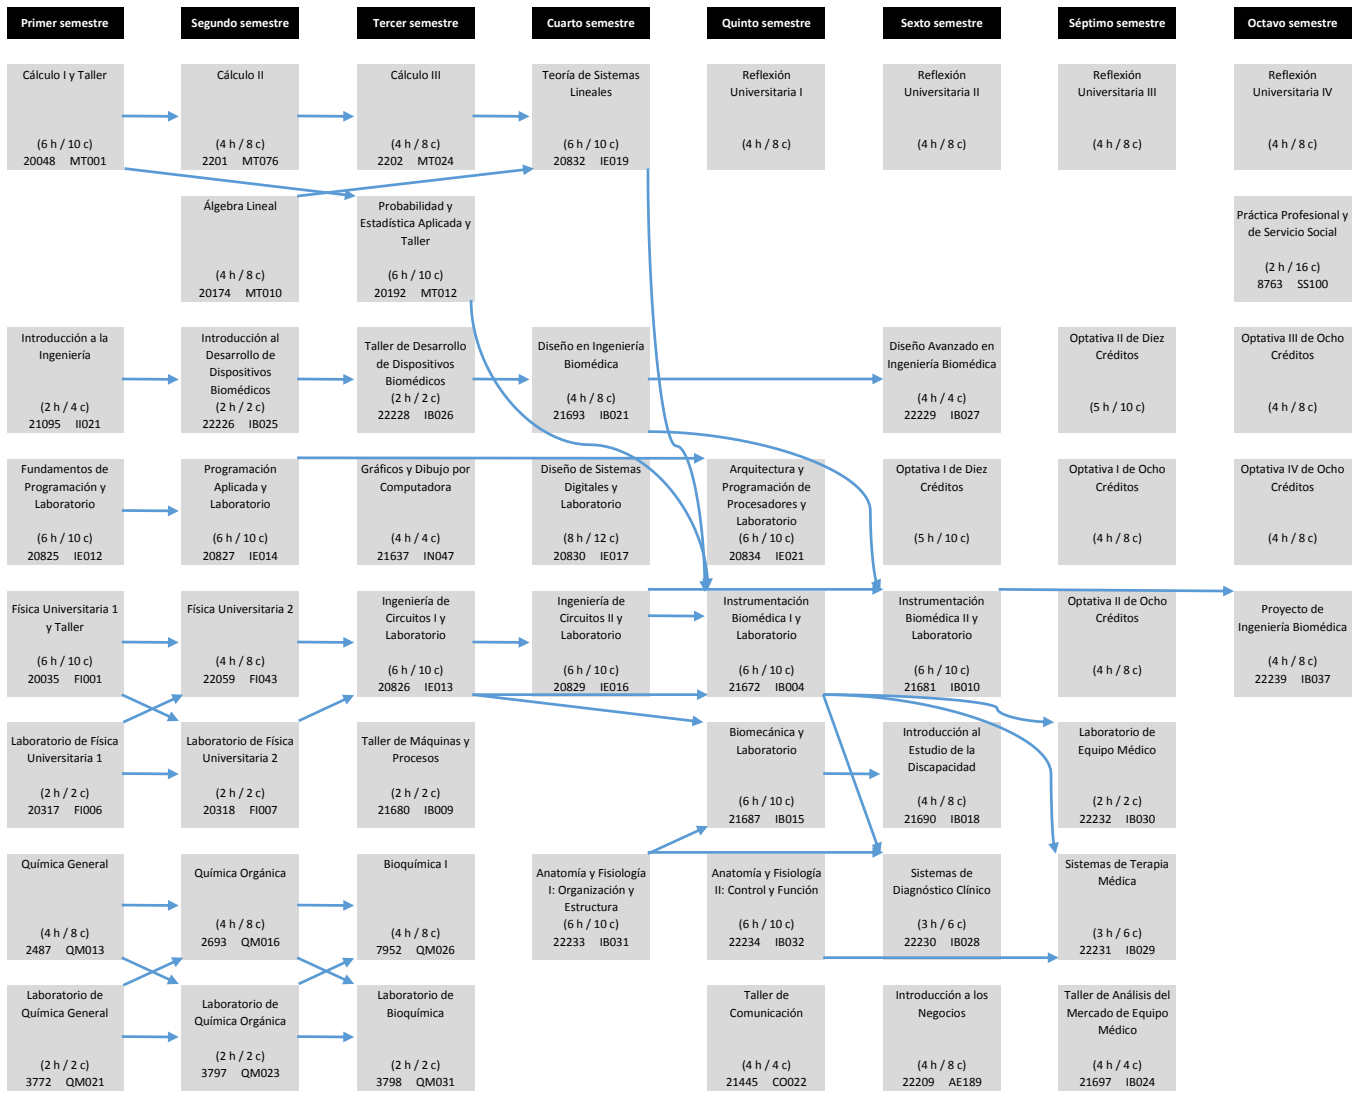 Primer semestre
Segundo semestre
Tercer semestre
Cuarto semestre
Quinto semestre
Sexto semestre
Séptimo semestre
Octavo semestre
Cálculo I y Taller
(6 h / 10 c)
20048 MT001
Cálculo II
(4 h / 8 c)
2201 MT076
Cálculo III
(4 h / 8 c)
2202 MT024
Teoría de Sistemas
Lineales
(6 h / 10 c)
20832 IE019
Reflexión
Universitaria I
(4 h / 8 c)
Reflexión
Universitaria II
(4 h / 8 c)
Reflexión
Universitaria III
(4 h / 8 c)
Reflexión
Universitaria IV
(4 h / 8 c)
Álgebra Lineal
(4 h / 8 c)
20174 MT010
Probabilidad y
Estadística Aplicada y
Taller
(6 h / 10 c)
20192 MT012
Práctica Profesional y
de Servicio Social
(2 h / 16 c)
8763 SS100
Introducción a la
Ingeniería
(2 h / 4 c)
21095 II021
Introducción al
Desarrollo de
Dispositivos
Biomédicos
(2 h / 2 c)
22226 IB025
Taller de Desarrollo
de Dispositivos
Biomédicos
(2 h / 2 c)
22228 IB026
Diseño en Ingeniería
Biomédica
(4 h / 8 c)
21693 IB021
Diseño Avanzado en
Ingeniería Biomédica
(4 h / 4 c)
22229 IB027
Optativa II de Diez
Créditos
(5 h / 10 c)
Optativa III de Ocho
Créditos
(4 h / 8 c)
Fundamentos de
Programación y
Laboratorio
(6 h / 10 c)
20825 IE012
Programación
Aplicada y
Laboratorio
(6 h / 10 c)
20827 IE014
Gráficos y Dibujo por
Computadora
(4 h / 4 c)
21637 IN047
Diseño de Sistemas
Digitales y
Laboratorio
(8 h / 12 c)
20830 IE017
Arquitectura y
Programación de
Procesadores y
Laboratorio
(6 h / 10 c)
20834 IE021
Optativa I de Diez
Créditos
(5 h / 10 c)
Optativa I de Ocho
Créditos
(4 h / 8 c)
Optativa IV de Ocho
Créditos
(4 h / 8 c)
Física Universitaria 1
y Taller
(6 h / 10 c)
20035 FI001
Física Universitaria 2
(4 h / 8 c)
22059 FI043
Ingeniería de
Circuitos I y
Laboratorio
(6 h / 10 c)
20826 IE013
Ingeniería de
Circuitos II y
Laboratorio
(6 h / 10 c)
20829 IE016
Instrumentación
Biomédica I y
Laboratorio
(6 h / 10 c)
21672 IB004
Instrumentación
Biomédica II y
Laboratorio
(6 h / 10 c)
21681 IB010
Optativa II de Ocho
Créditos
(4 h / 8 c)
Proyecto de
Ingeniería Biomédica
(4 h / 8 c)
22239 IB037
Laboratorio de Física
Universitaria 1
(2 h / 2 c)
20317 FI006
Laboratorio de Física
Universitaria 2
(2 h / 2 c)
20318 FI007
Taller de Máquinas y
Procesos
(2 h / 2 c)
21680 IB009
Biomecánica y
Laboratorio
(6 h / 10 c)
21687 IB015
Introducción al
Estudio de la
Discapacidad
(4 h / 8 c)
21690 IB018
Laboratorio de
Equipo Médico
(2 h / 2 c)
22232 IB030
Química General
(4 h / 8 c)
2487 QM013
Química Orgánica
(4 h / 8 c)
2693 QM016
Bioquímica I
(4 h / 8 c)
7952 QM026
Anatomía y Fisiología
I: Organización y
Estructura
(6 h / 10 c)
22233 IB031
Anatomía y Fisiología
II: Control y Función
(6 h / 10 c)
22234 IB032
Sistemas de
Diagnóstico Clínico
(3 h / 6 c)
22230 IB028
Sistemas de Terapia
Médica
(3 h / 6 c)
22231 IB029
Laboratorio de
Química General
(2 h / 2 c)
3772 QM021
Laboratorio de
Química Orgánica
(2 h / 2 c)
3797 QM023
Laboratorio de
Bioquímica
(2 h / 2 c)
3798 QM031
Taller de
Comunicación
(4 h / 4 c)
21445 CO022
Introducción a los
Negocios
(4 h / 8 c)
22209 AE189
Taller de Análisis del
Mercado de Equipo
Médico
(4 h / 4 c)
21697 IB024